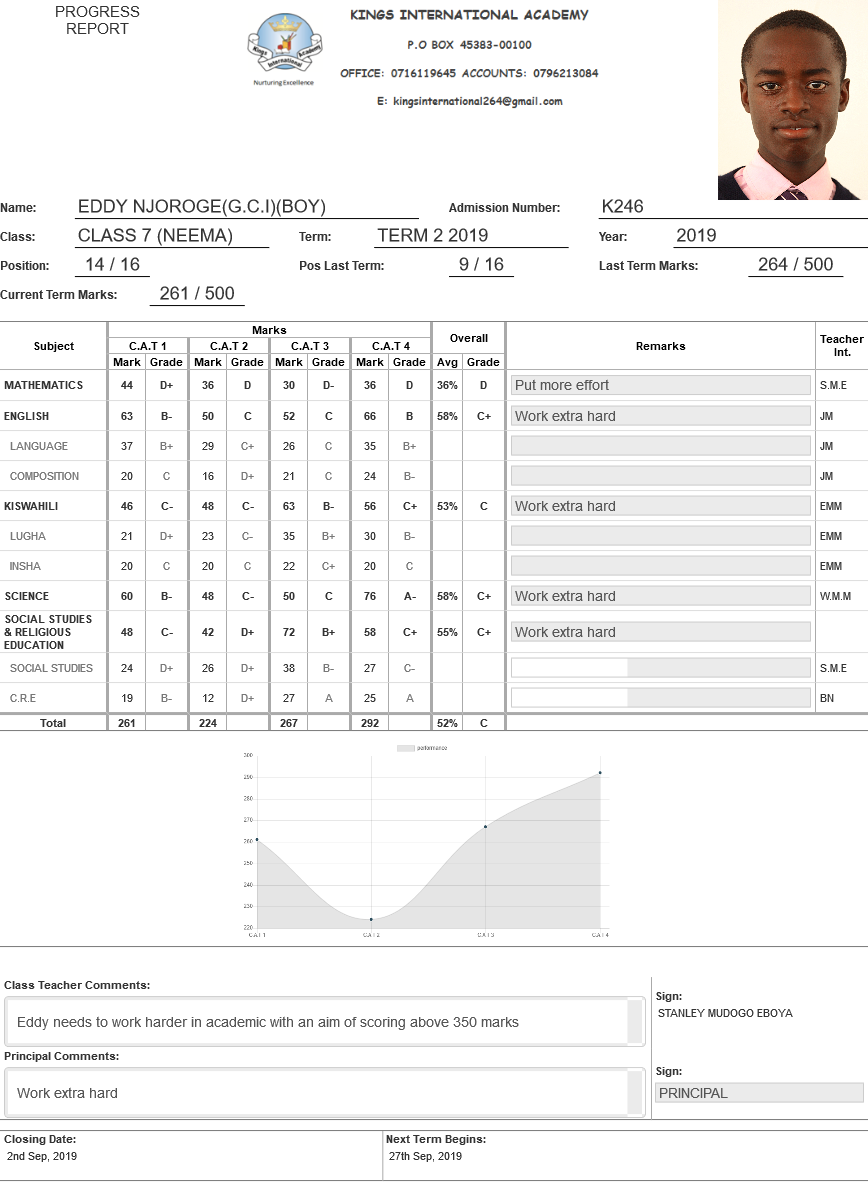 PROGRESS
REPORT
Kings International Academy
Nurturing Excellence
KINGS INTERNATIONAL ACADEMY
P.O BOX 45383-00100
OFFICE: 0716119645 ACCOUNTS: 0796213084
E: kingsinternational264@gmail.com
Name: EDDY NJOROGE(G.C.I)(BOY) Admission Number: K246
Class: CLASS 7 (NEEMA) Term: TERM 2 2019 Year: 2019
Position: 14 / 16 Pos Last Term: 9 / 16 Last Term Marks: 264 / 500
Current Term Marks: 261 / 500
Subject Marks Overall Remarks Teacher Int.
C.A.T 1 C.A.T 2 C.A.T 3 C.A.T 4
Mark Grade Mark Grade Mark Grade Mark Grade Avg Grade
MATHEMATICS 44 D+ 36 D 30 D- 36 D 36% D Put more effort S.M.E
ENGLISH 63 B- 50 C 52 C 66 B 58% C+ Work extra hard JM
LANGUAGE 37 B+ 29 C+ 26 C 35 B+ JM
COMPOSITION 20 C 16 D+ 21 C 24 B- JM
KISWAHILI 46 C- 48 C- 63 B- 56 C+ 53% C Work extra hard EMM
LUGHA 21 D+ 23 C- 35 B+ 30 B- EMM
INSHA 20 C 20 C 22 C+ 20 C EMM
SCIENCE 60 B- 48 C- 50 C 76 A- 58% C+ Work extra hard W.M.M
SOCIAL STUDIES
& RELIGIOUS
EDUCATION 48 C- 42 D+ 72 B+ 58 C+ 55% C+ Work extra hard
SOCIAL STUDIES 24 D+ 26 D+ 38 B- 27 C- S.M.E
C.R.E 19 B- 12 D+ 27 A 25 A BN
Total 261 224 267 292 52% C
performance
300
290
280
270
260
250
240
230
220
C.A.T 1 C.A.T 2 C.A.T 3 C.A.T 4
Class Teacher Comments:
Eddy needs to work harder in academic with an aim of scoring above 350 marks
Sign:
STANLEY MUDOGO EBOYA
Principal Comments:
Work extra hard
Sign:
PRINCIPAL
Closing Date:
2nd Sep, 2019
Next Term Begins:
27th Sep, 2019